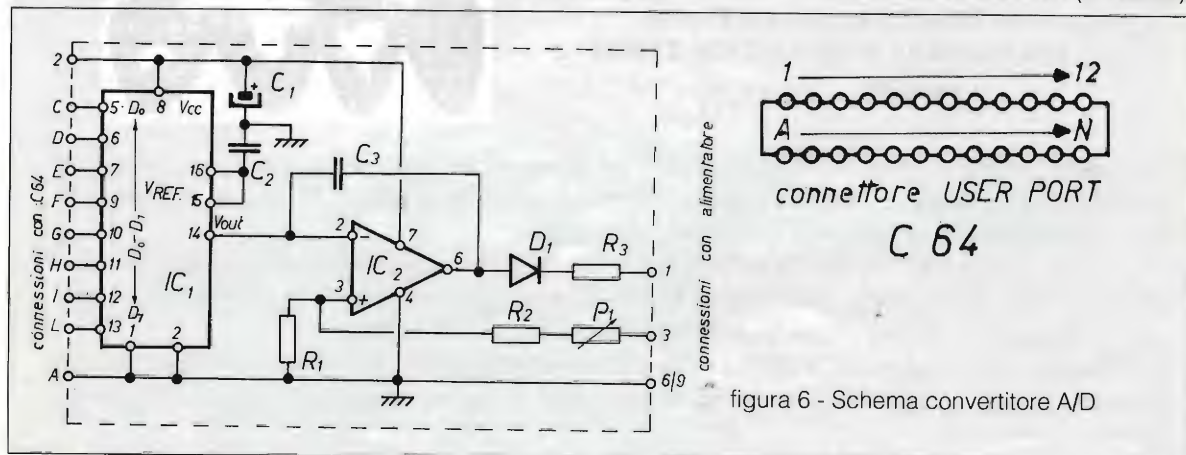 connessioni con C64
2
C
D
E
F
G
H
I
L
A
5 · D₀
8 Vcc
6
7
9
10
11
12
13
D₀-D₇
D₇
1
2
IC₁
VREF.
16
15
Vout
14
C₁
+
C₂
C₃
2 -
3 +
IC 2
7
4
6
R₁
D₁
R₃
R₂
P₁
1
3
6/9
connessioni con alimentatore
1 12
A N
connettore USER PORT
C 64
figura 6 - Schema convertitore A/D